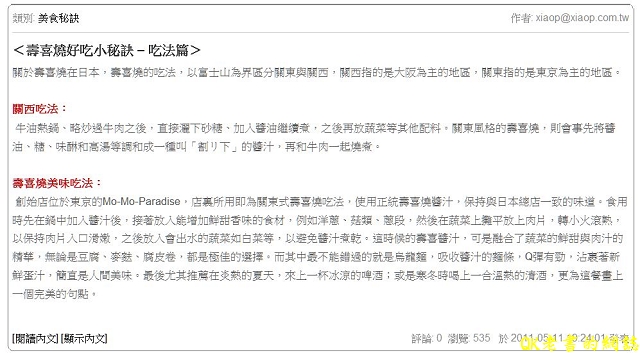 類別: 美食秘訣 作者: xiaop@xiaop.com.tw
＜壽喜燒好吃小秘訣－吃法篇＞
關於壽喜燒在日本，壽喜燒的吃法，以富士山為界區分關東與關西，關西指的是大阪為主的地區，關東指的是東京為主的地區。
關西吃法：
牛油熱鍋、略炒過牛肉之後，直接灑下砂糖、加入醬油繼續煮，之後再放蔬菜等其他配料。關東風格的壽喜燒，則會事先將醬
油、糖、味醂和高湯等調和成一種叫「割り下」的醬汁，再和牛肉一起燒煮。
壽喜燒美味吃法：
創始店位於東京的Mo-Mo-Paradise，店裏所用即為關東式壽喜燒吃法，使用正統壽喜燒醬汁，保持與日本總店一致的味道。食用
時先在鍋中加入醬汁後，接著放入能增加鮮甜香味的食材，例如洋蔥、菇類、蔥段，然後在蔬菜上攤平放上肉片，轉小火滾熟，
以保持肉片入口滑嫩，之後放入會出水的蔬菜如白菜等，以避免醬汁煮乾。這時候的壽喜醬汁，可是融合了蔬菜的鮮甜與肉汁的
精華，無論是豆腐、麥麩、腐皮卷，都是極佳的選擇。而其中最不能錯過的就是烏龍麵，吸收醬汁的麵條，Q彈有勁，沾裹著新
鮮蛋汁，簡直是人間美味。最後尤其推薦在炎熱的夏天，來上一杯冰涼的啤酒；或是寒冬時喝上一合溫熱的清酒，更為這餐畫上
一個完美的句點。
[閱讀內文] [顯示內文] 評論: 0 瀏覽: 535 於 2011-05-11 10:24:01 發表